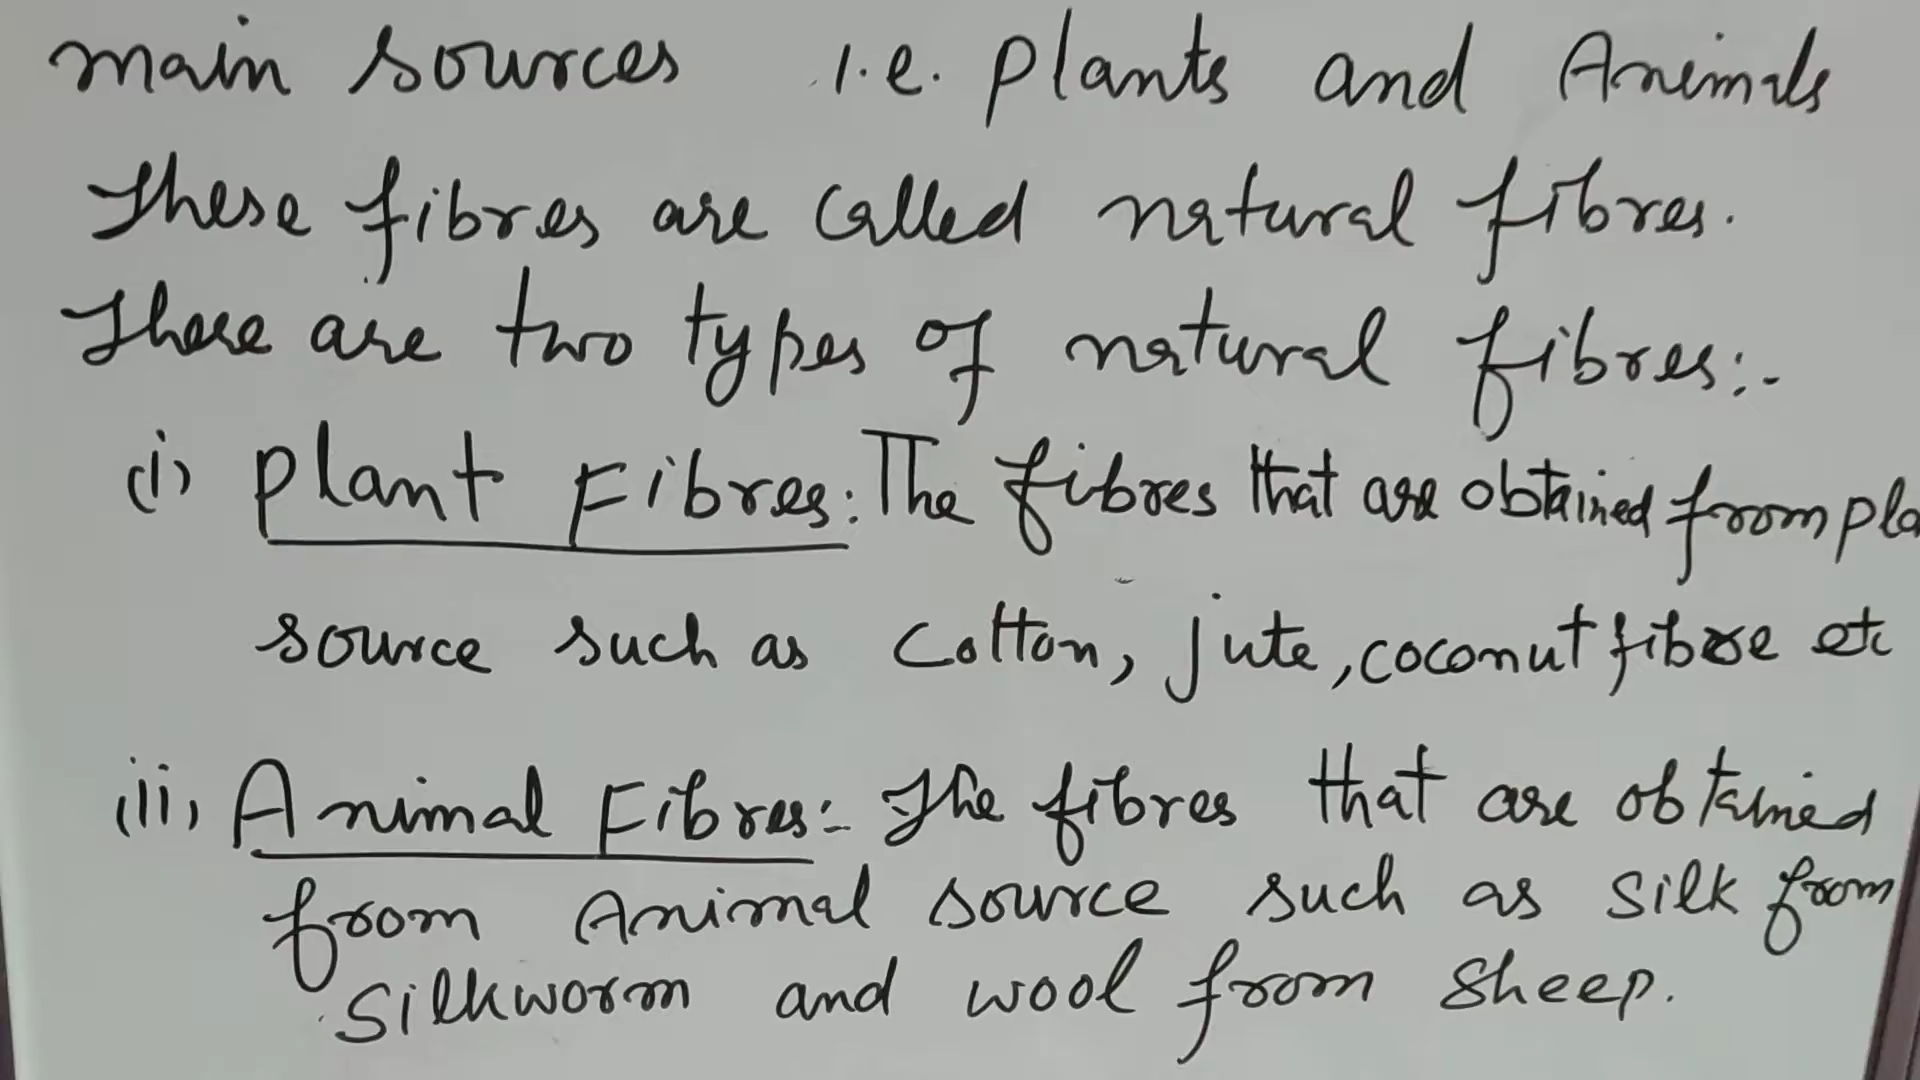 main sources i.e. plants and Animals
These fibres are called natural fibres.
There are two types of natural fibres:-
(i) Plant Fibres: The fibres that are obtained from pla
source such as cotton, jute, coconut fibre etc
(ii) Animal Fibres:- The fibres that are obtained
from Animal source such as silk from
silkworm and wool from sheep.